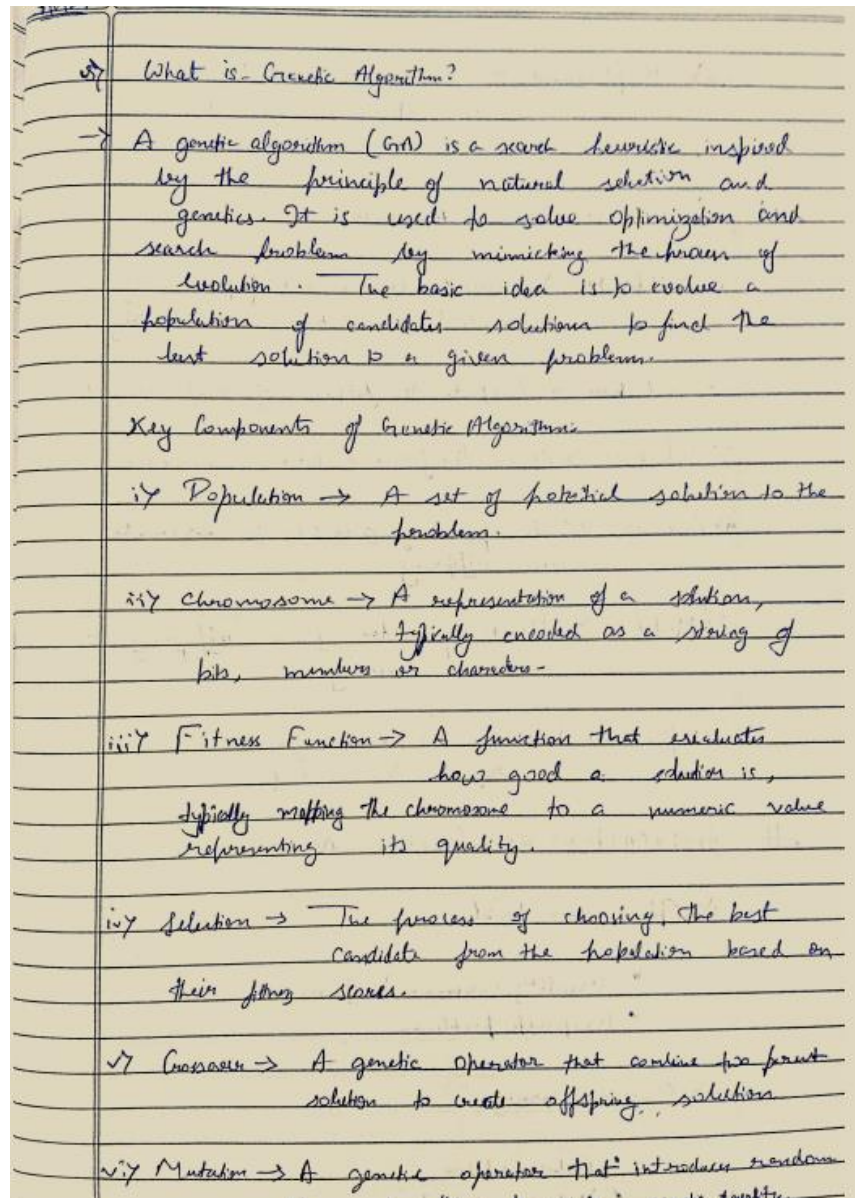 5) What is Genetic Algorithm?
→ A genetic algorithm (GA) is a search heuristic inspired
by the principle of natural selection and
genetics. It is used to solve optimization and
search problem by mimicking the process of
evolution. The basic idea is to evolve a
population of candidates solutions to find the
best solution to a given problem.
Key Components of Genetic Algorithm:
i) Population → A set of potential solution to the
problem.
ii) Chromosome → A representation of a solution,
typically encoded as a string of
bits, numbers or characters.
iii) Fitness Function → A function that evaluates
how good a solution is,
typically mapping the chromosome to a numeric value
representing its quality.
iv) Selection → The process of choosing the best
candidate from the population based on
their fitness scores.
v) Crossover → A genetic operator that combine two parent
solution to create offspring solution
vi) Mutation → A genetic operator that introduces random